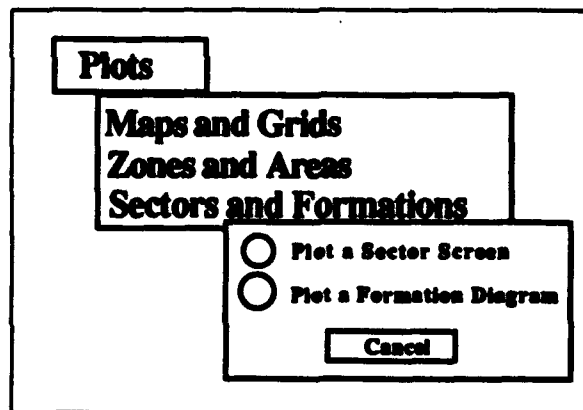 Plots
Maps and Grids
Zones and Areas
Sectors and Formations
Plot a Sector Screen
Plot a Formation Diagram
Cancel